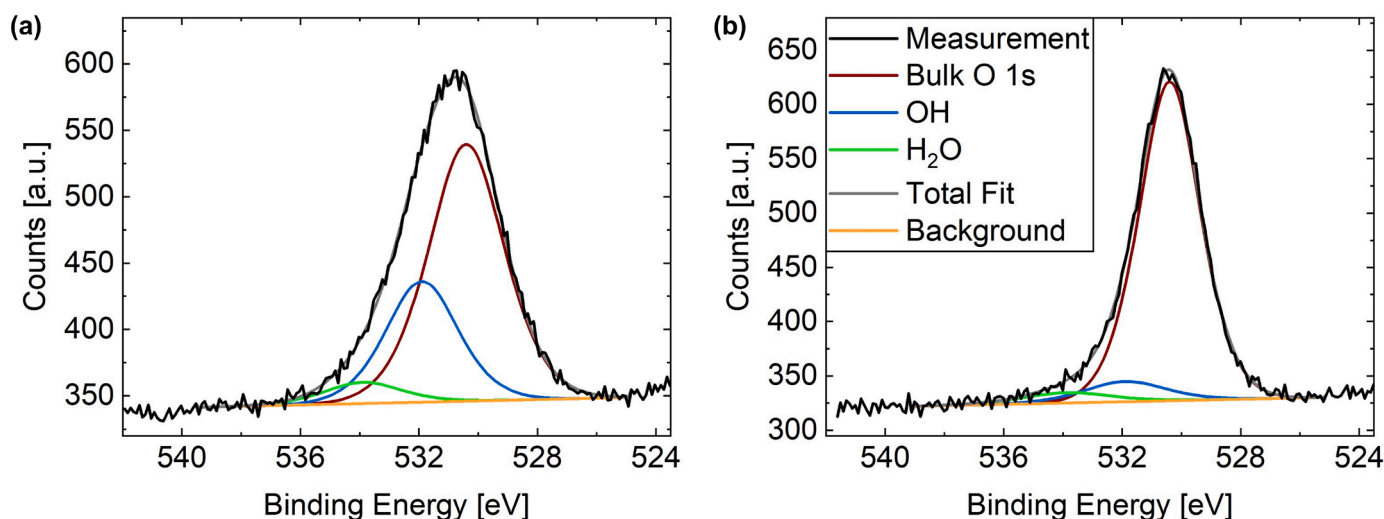 (a)
600
550
500
450
400
350
Counts [a.u.]
540
536
532
528
524
Binding Energy [eV]
(b)
650
600
550
500
450
400
350
300
Counts [a.u.]
Measurement
Bulk O 1s
OH
H₂O
Total Fit
Background
540
536
532
528
524
Binding Energy [eV]